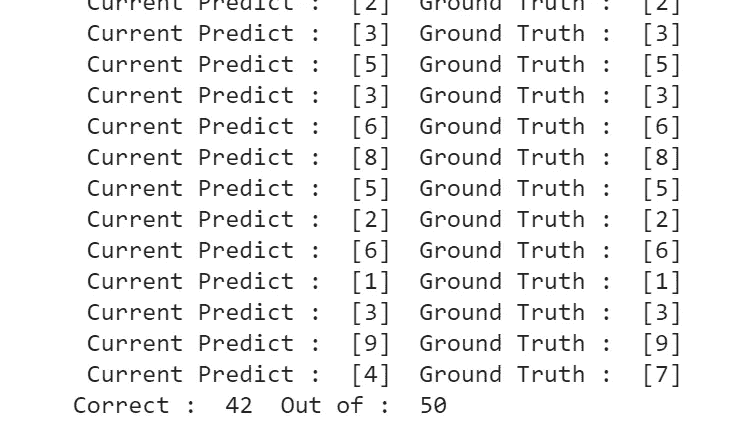 Current Predict :  [2]  Ground Truth :  [2]
Current Predict :  [3]  Ground Truth :  [3]
Current Predict :  [5]  Ground Truth :  [5]
Current Predict :  [3]  Ground Truth :  [3]
Current Predict :  [6]  Ground Truth :  [6]
Current Predict :  [8]  Ground Truth :  [8]
Current Predict :  [5]  Ground Truth :  [5]
Current Predict :  [2]  Ground Truth :  [2]
Current Predict :  [6]  Ground Truth :  [6]
Current Predict :  [1]  Ground Truth :  [1]
Current Predict :  [3]  Ground Truth :  [3]
Current Predict :  [9]  Ground Truth :  [9]
Current Predict :  [4]  Ground Truth :  [7]
Correct :  42  Out of :  50